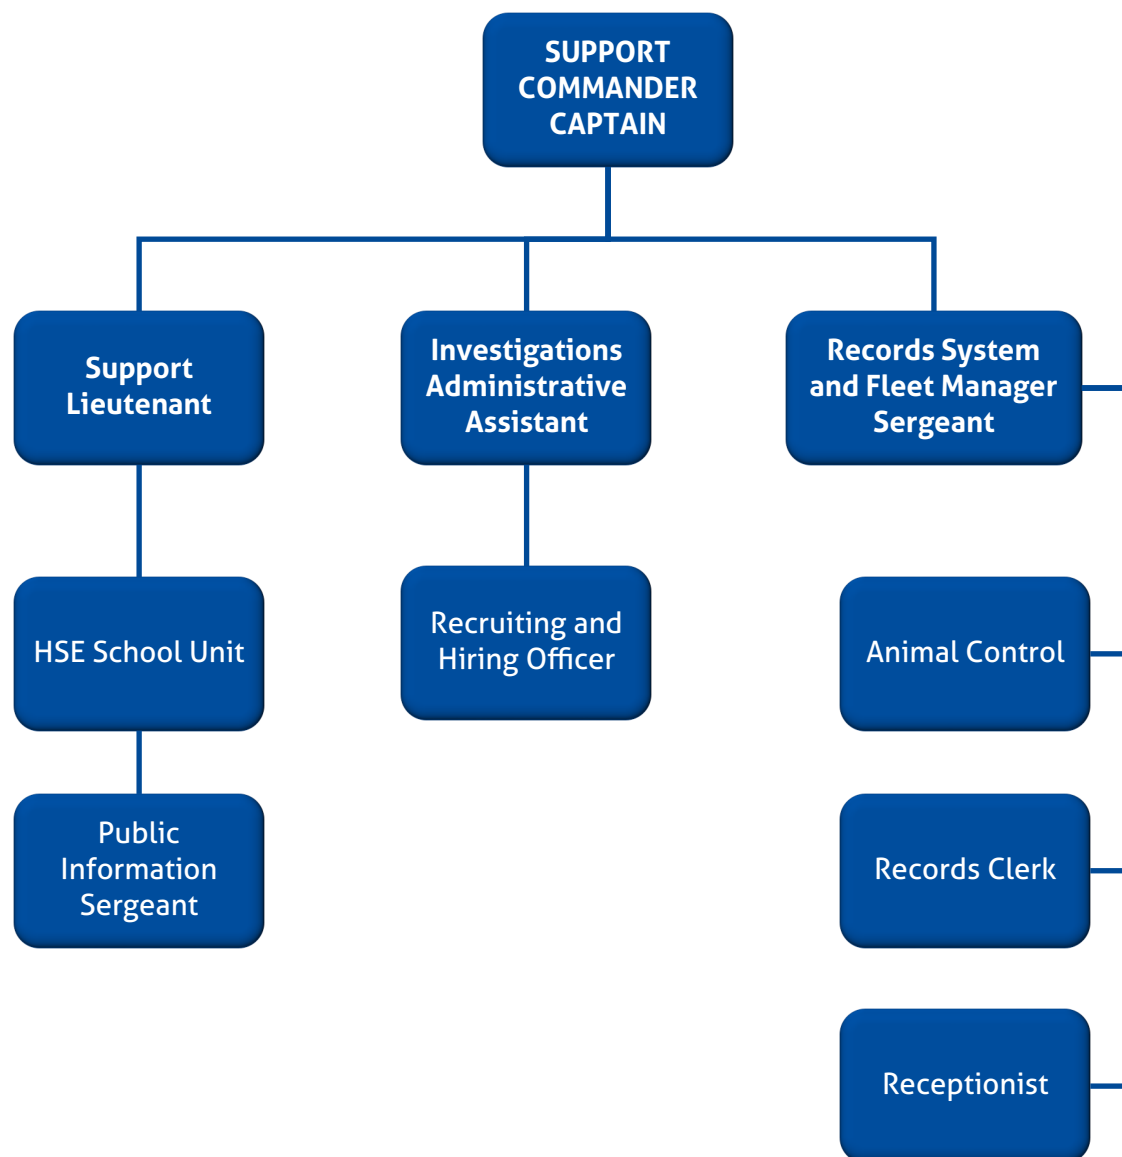 SUPPORT
COMMANDER
CAPTAIN
Support
Lieutenant
Investigations
Administrative
Assistant
Records System
and Fleet Manager
Sergeant
HSE School Unit
Recruiting and
Hiring Officer
Animal Control
Public
Information
Sergeant
Records Clerk
Receptionist